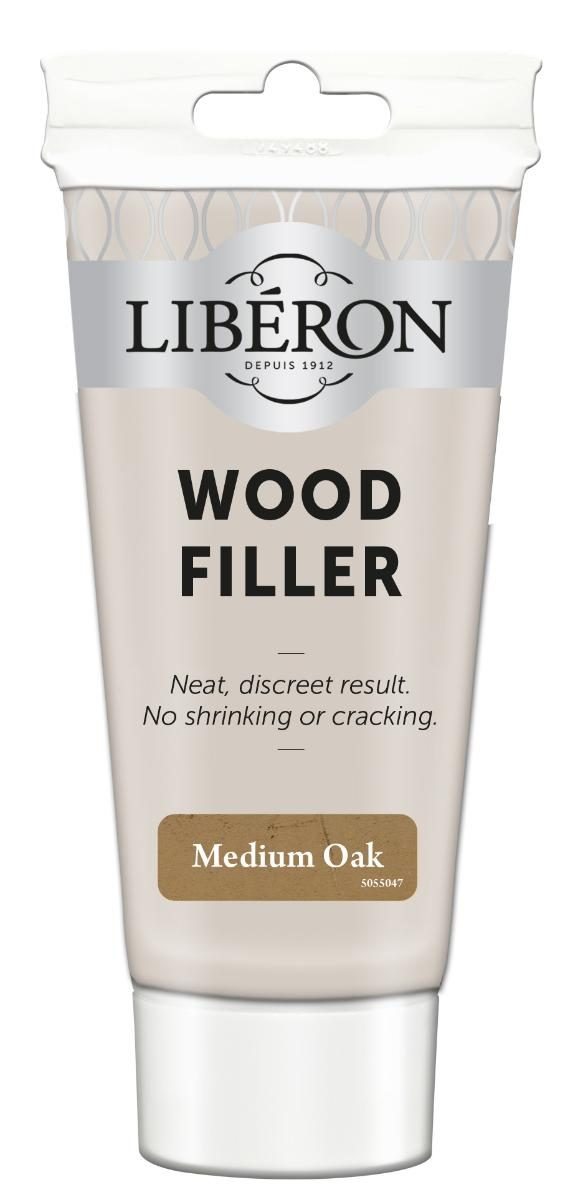 LIBÉRON
DEPUIS 1912
WOOD
FILLER
Neat, discreet result.
No shrinking or cracking.
Medium Oak
5055047